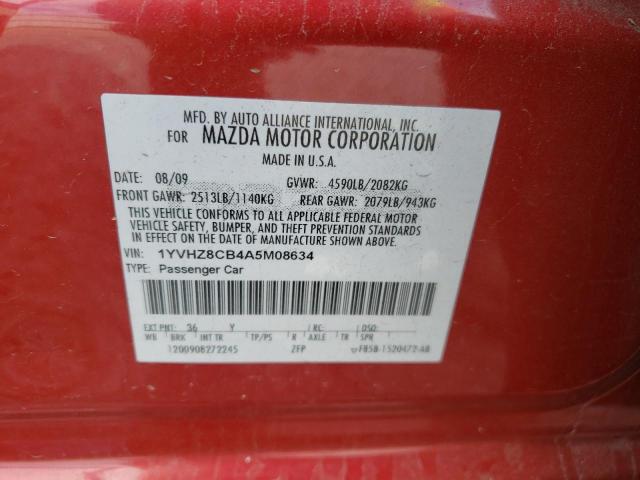 MFD. BY AUTO ALLIANCE INTERNATIONAL, INC.
FOR MAZDA MOTOR CORPORATION
MADE IN U.S.A.
DATE: 08/09 GVWR: 4590LB/2082KG
FRONT GAWR: 2513LB/1140KG REAR GAWR: 2079LB/943KG
THIS VEHICLE CONFORMS TO ALL APPLICABLE FEDERAL MOTOR
VEHICLE SAFETY, BUMPER, AND THEFT PREVENTION STANDARDS
IN EFFECT ON THE DATE OF MANUFACTURE SHOWN ABOVE.
VIN: 1YVHZ8CB4A5M08634
TYPE: Passenger Car
EXT PNT: 36 Y RC: DSO:
WB BRK INT TR TP/PS R AXLE TR SPR
1200908272245 ZFP F85B-1520472-AB